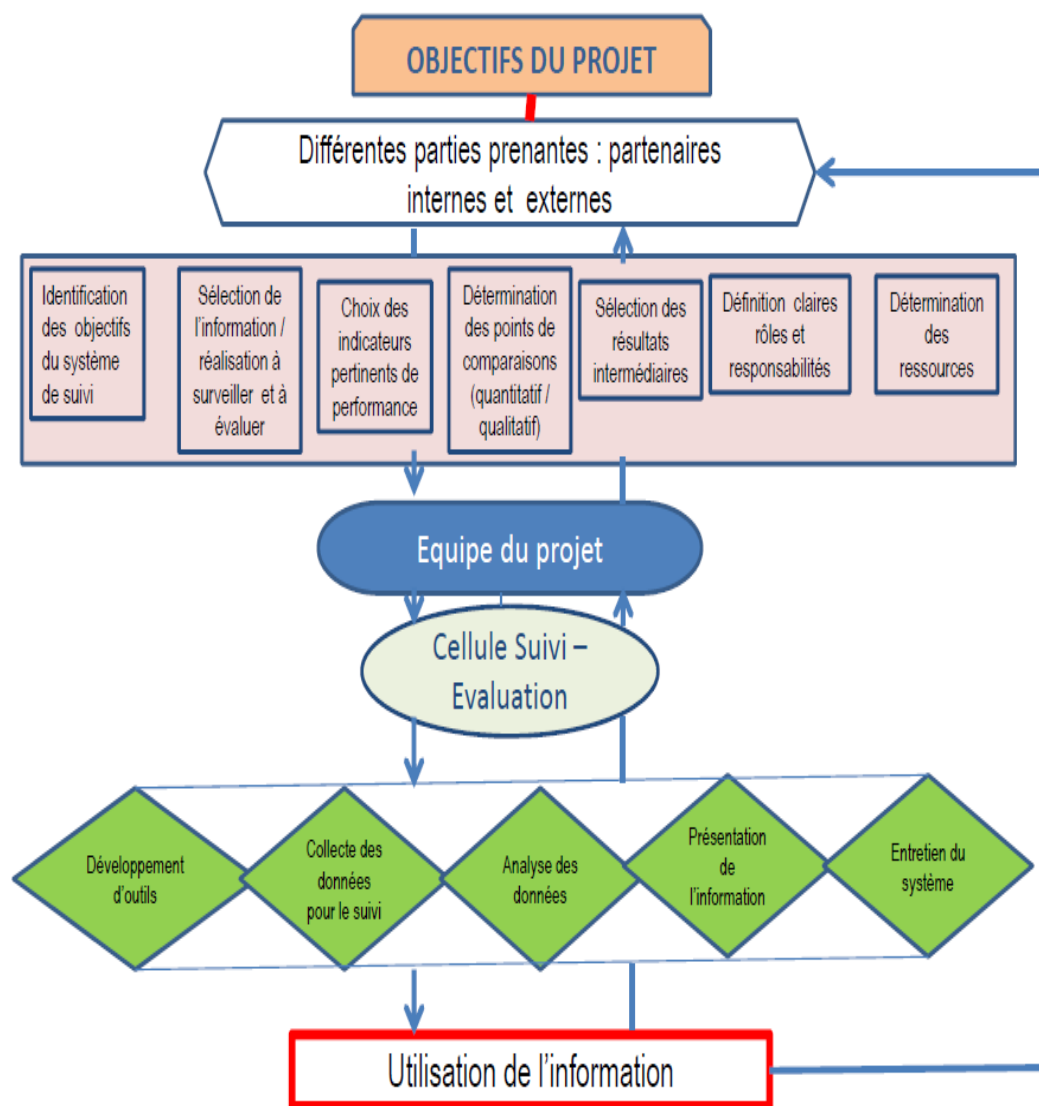 OBJECTIFS DU PROJET
Différentes parties prenantes : partenaires
internes et  externes
Identification
des  objectifs
du système
de suivi
Sélection de
l’information /
réalisation à
surveiller  et à
évaluer
Choix des
indicateurs
pertinents de
performance
Détermination
des points de
comparaisons
(quantitatif /
qualitatif)
Sélection des
résultats
intermédiaires
Définition  claires
rôles et
responsabilités
Détermination
des
ressources
Equipe du projet
Cellule Suivi –
Evaluation
Développement
d’outils
Collecte des
données
pour le suivi
Analyse des
données
Présentation
de
l’information
Entretien du
système
Utilisation de l’information